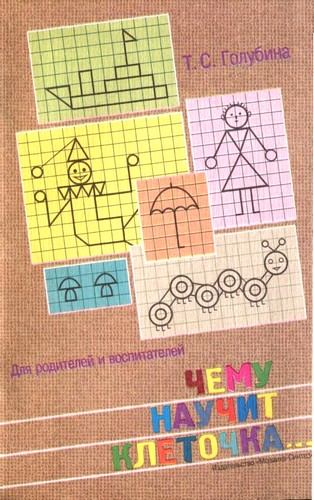 Т. С. Голубина
Для родителей и воспитателей
ЧЕМУ
НАУЧИТ
КЛЕТОЧКА...
Издательство «Мозаика-Синтез»